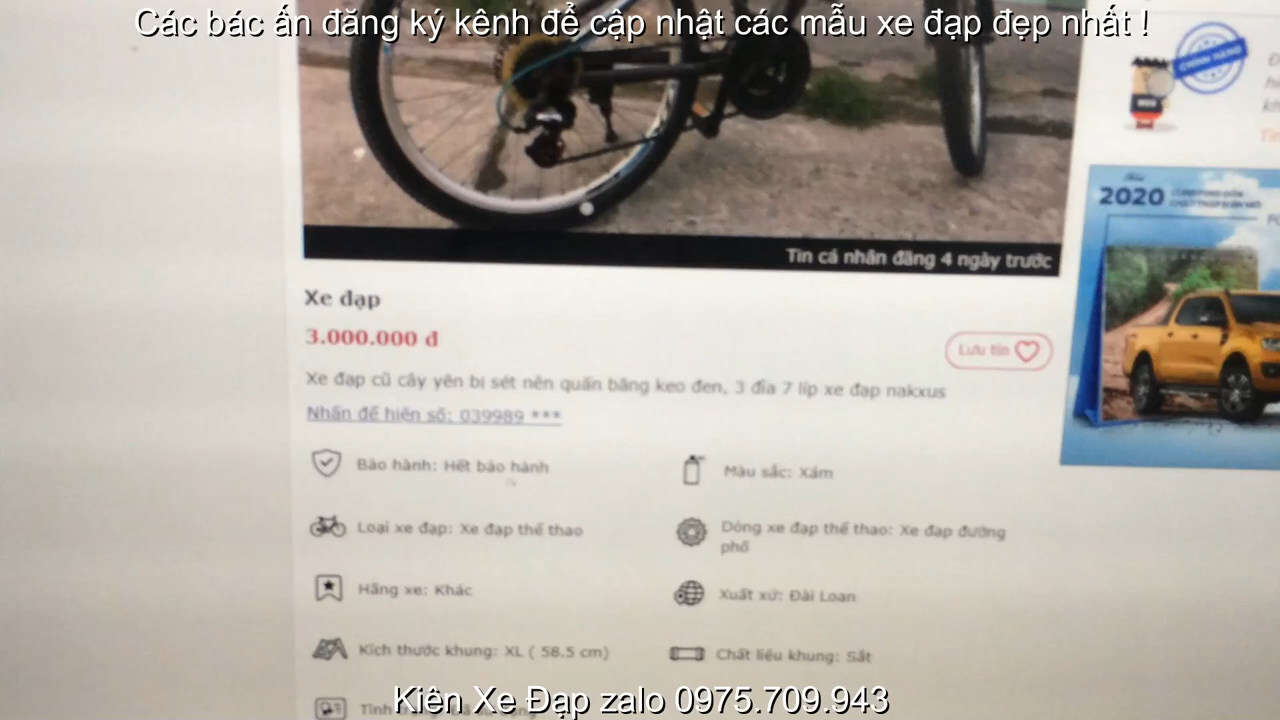 Các bác ấn đăng ký kênh để cập nhật các mẫu xe đạp đẹp nhất !
CHÍNH HÃNG
2020
Tin cá nhân đăng 4 ngày trước
Xe đạp
3.000.000 đ
Lưu tin
Xe đạp cũ cây yên bị sét nên quấn băng keo đen, 3 đĩa 7 líp xe đạp nakxus
Nhấn để hiện số: 039989 ***
Bảo hành: Hết bảo hành
Màu sắc: Xám
Loại xe đạp: Xe đạp thể thao
Dòng xe đạp thể thao: Xe đạp đường
phố
Hãng xe: Khác
Xuất xứ: Đài Loan
Kích thước khung: XL ( 58.5 cm)
Chất liệu khung: Sắt
Kiên Xe Đạp zalo 0975.709.943